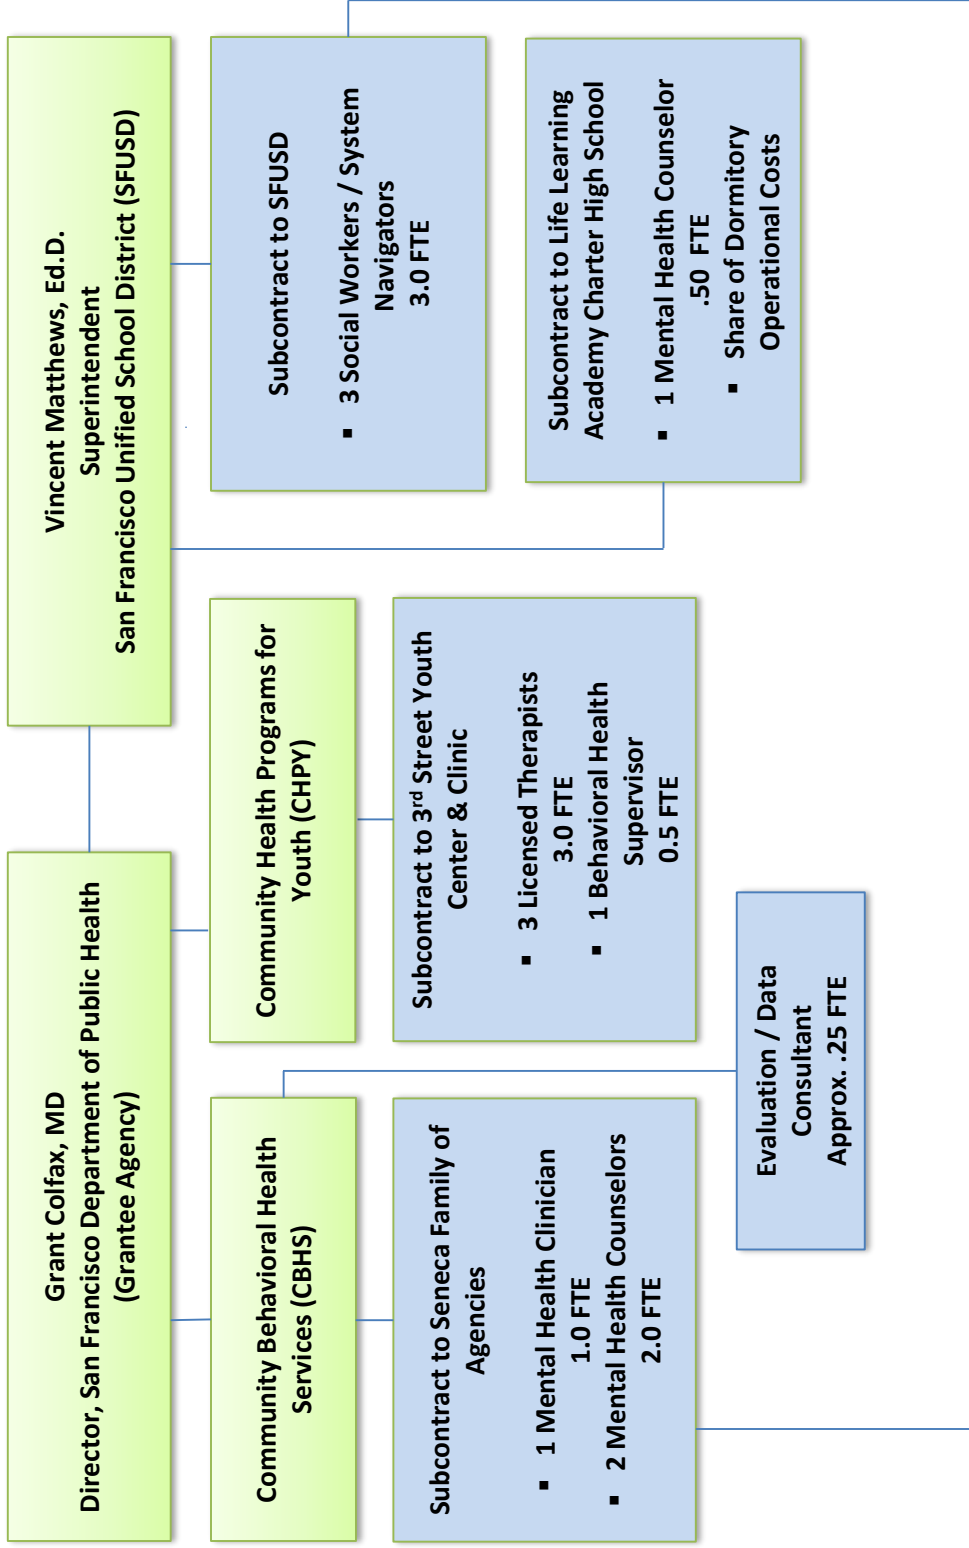 Grant Colfax, MD
Director, San Francisco Department of Public Health
(Grantee Agency)
Vincent Matthews, Ed.D.
Superintendent
San Francisco Unified School District (SFUSD)
Community Behavioral Health
Services (CBHS)
Community Health Programs for
Youth (CHPY)
Subcontract to SFUSD
▪ 3 Social Workers / System
Navigators
3.0 FTE
Subcontract to Seneca Family of
Agencies
▪ 1 Mental Health Clinician
1.0 FTE
▪ 2 Mental Health Counselors
2.0 FTE
Subcontract to 3rd Street Youth
Center & Clinic
▪ 3 Licensed Therapists
3.0 FTE
▪ 1 Behavioral Health
Supervisor
0.5 FTE
Subcontract to Life Learning
Academy Charter High School
▪ 1 Mental Health Counselor
.50 FTE
▪ Share of Dormitory
Operational Costs
Evaluation / Data
Consultant
Approx. .25 FTE